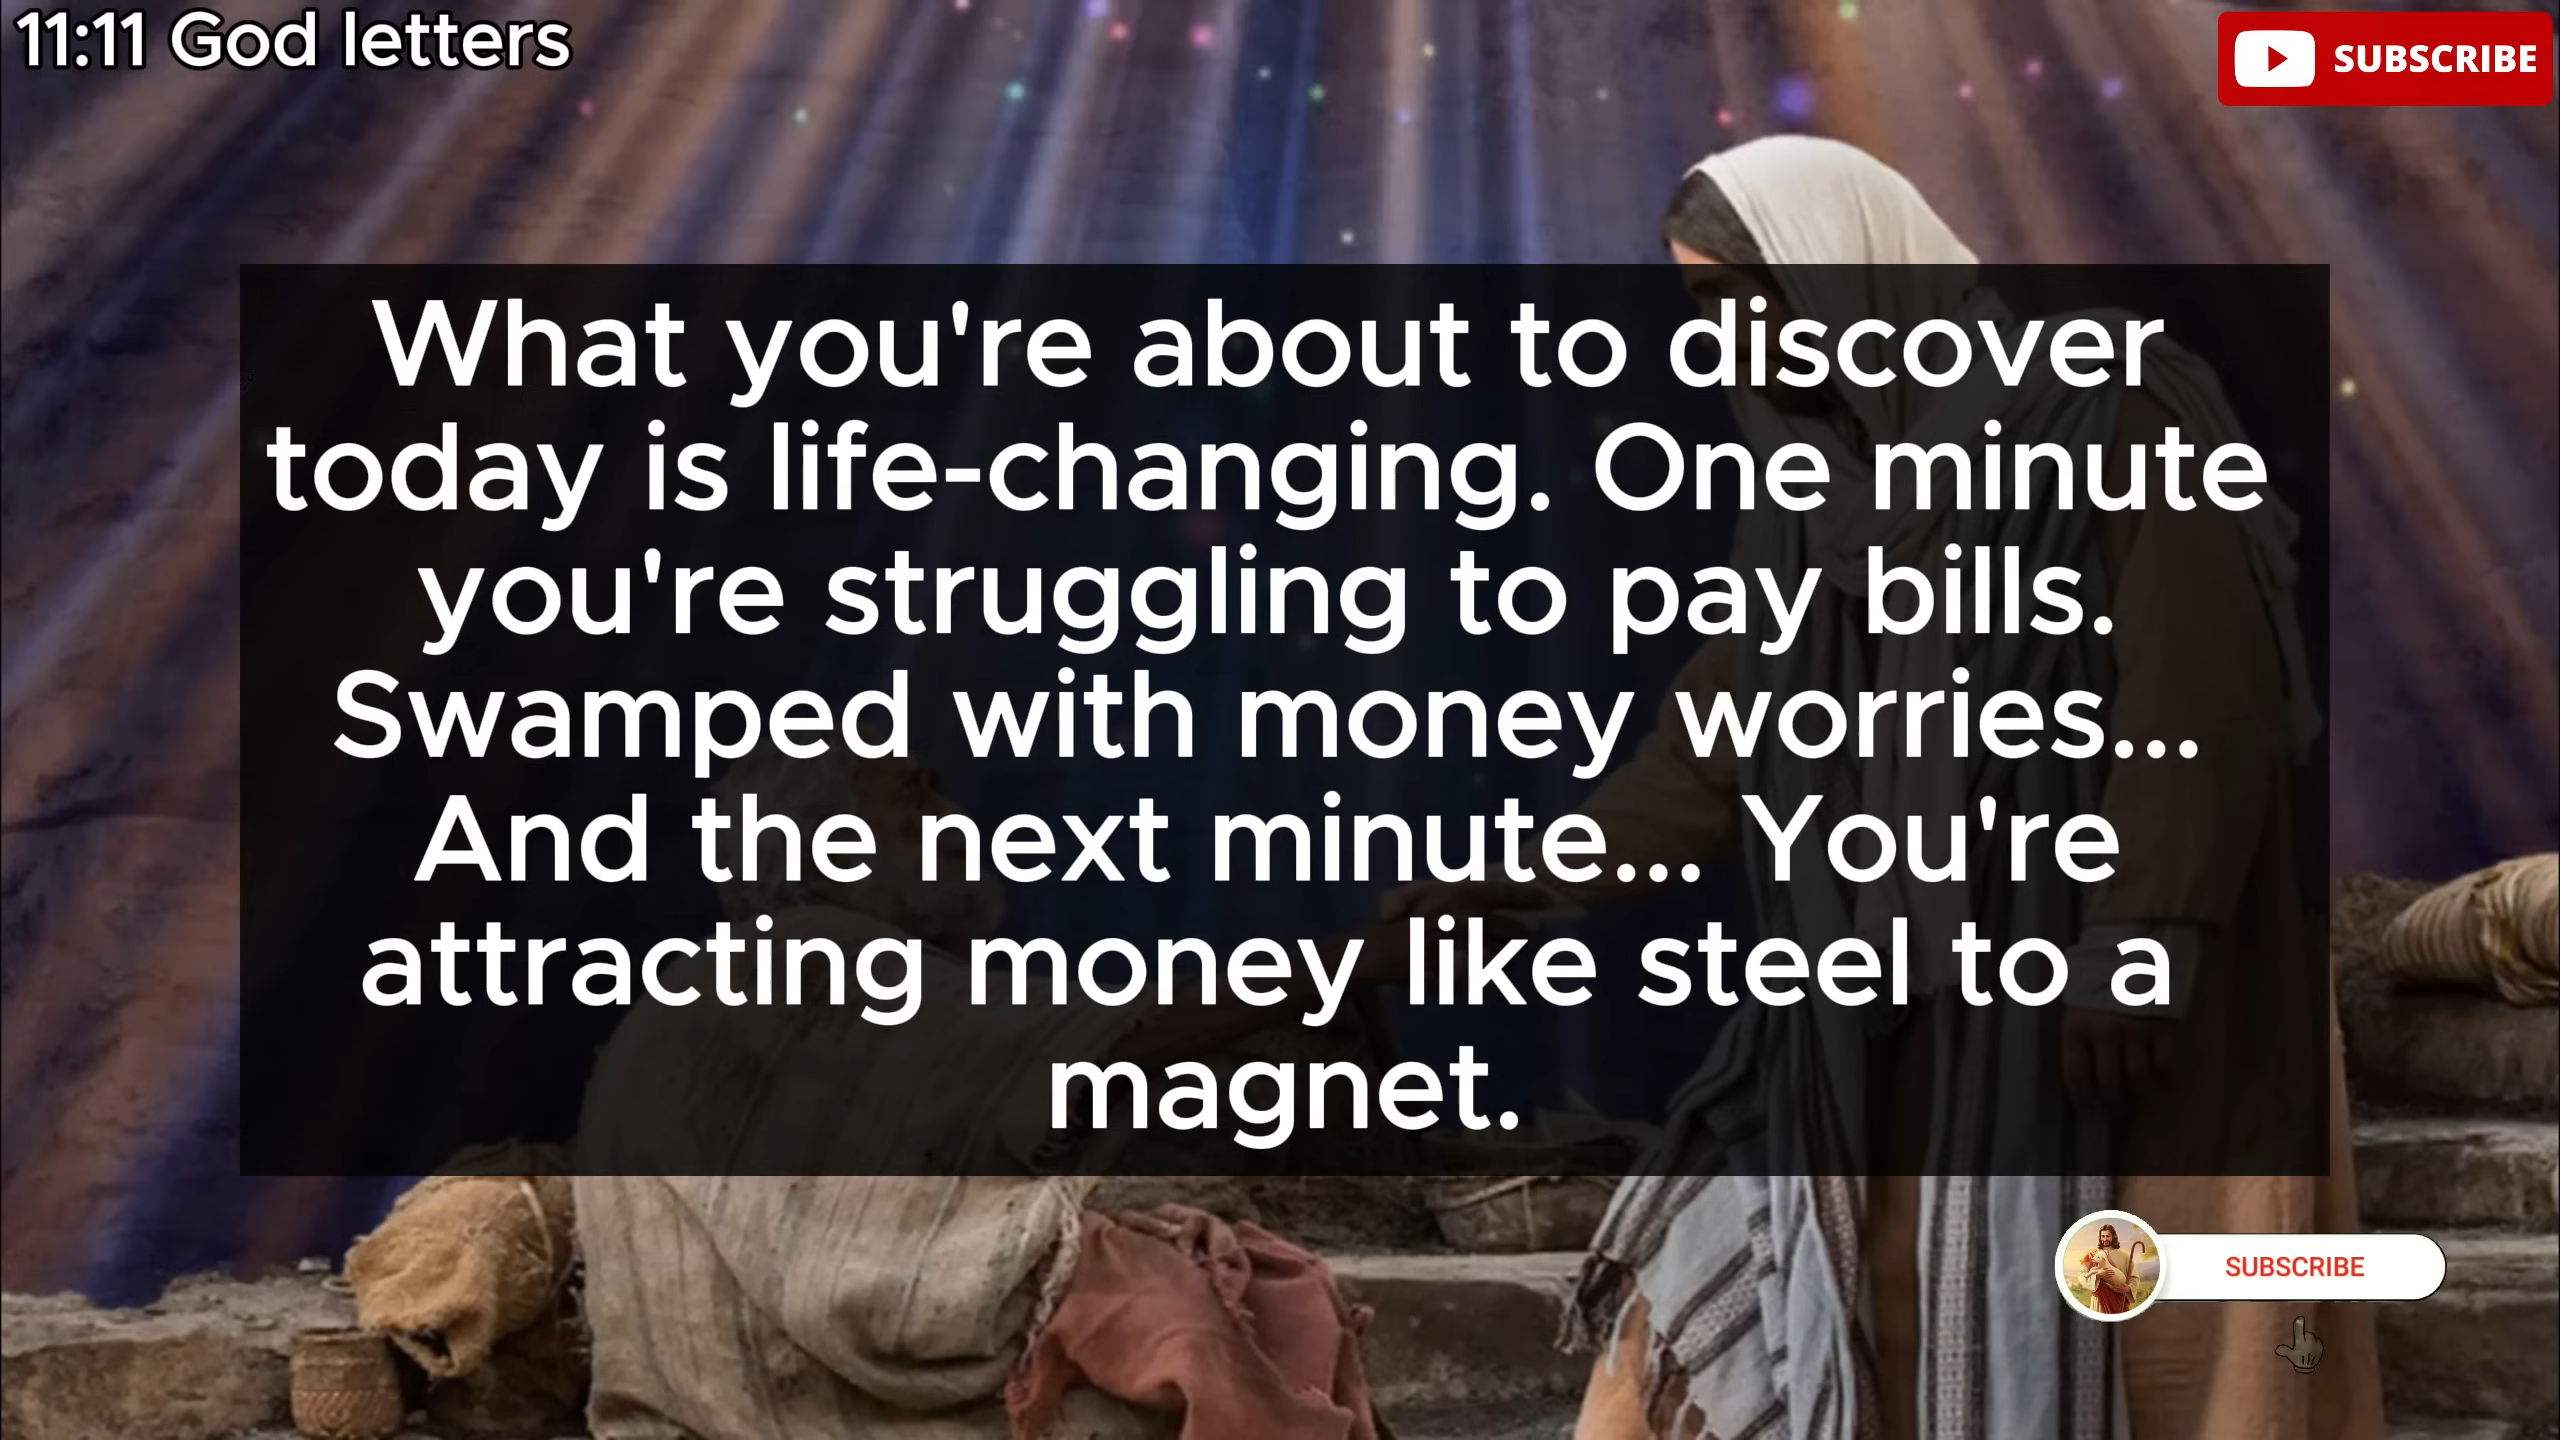 11:11 God letters
SUBSCRIBE
What you're about to discover
today is life-changing. One minute
you're struggling to pay bills.
Swamped with money worries...
And the next minute... You're
attracting money like steel to a
magnet.
SUBSCRIBE